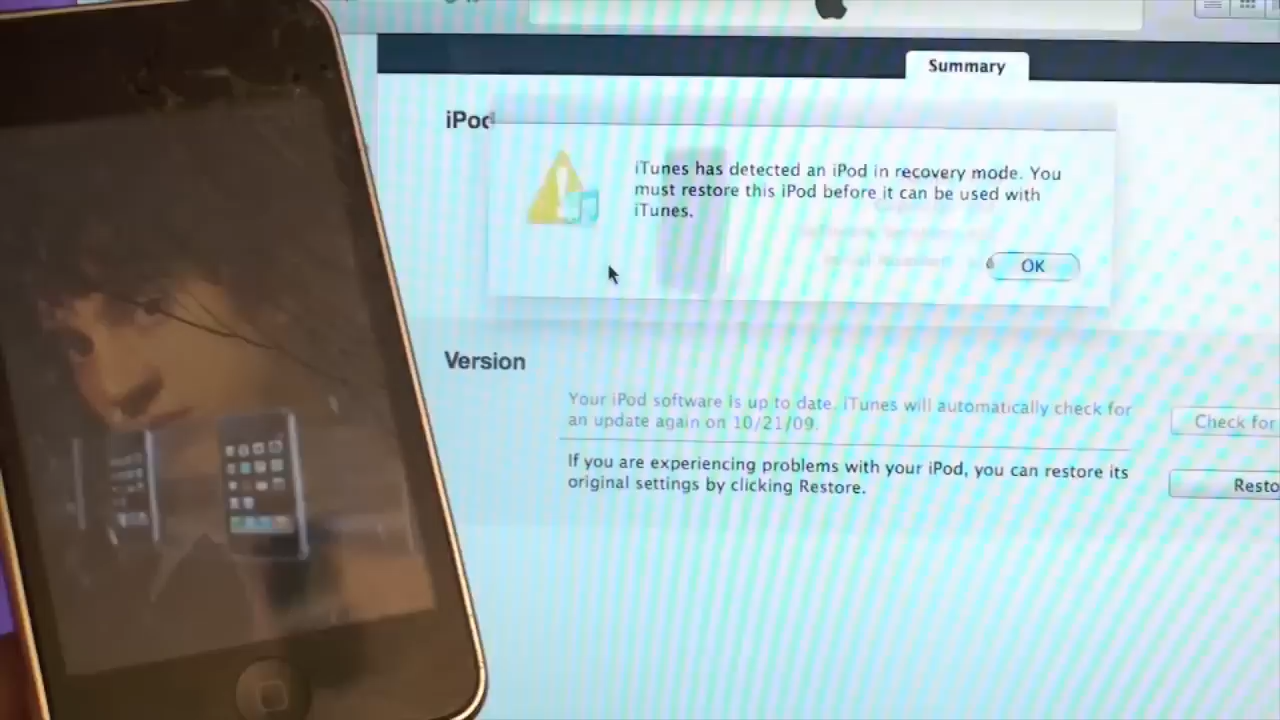 Summary
iPod
iTunes has detected an iPod in recovery mode. You
must restore this iPod before it can be used with
iTunes.
OK
Version
Your iPod software is up to date. iTunes will automatically check for
an update again on 10/21/09.
Check for
If you are experiencing problems with your iPod, you can restore its
original settings by clicking Restore.
Resto